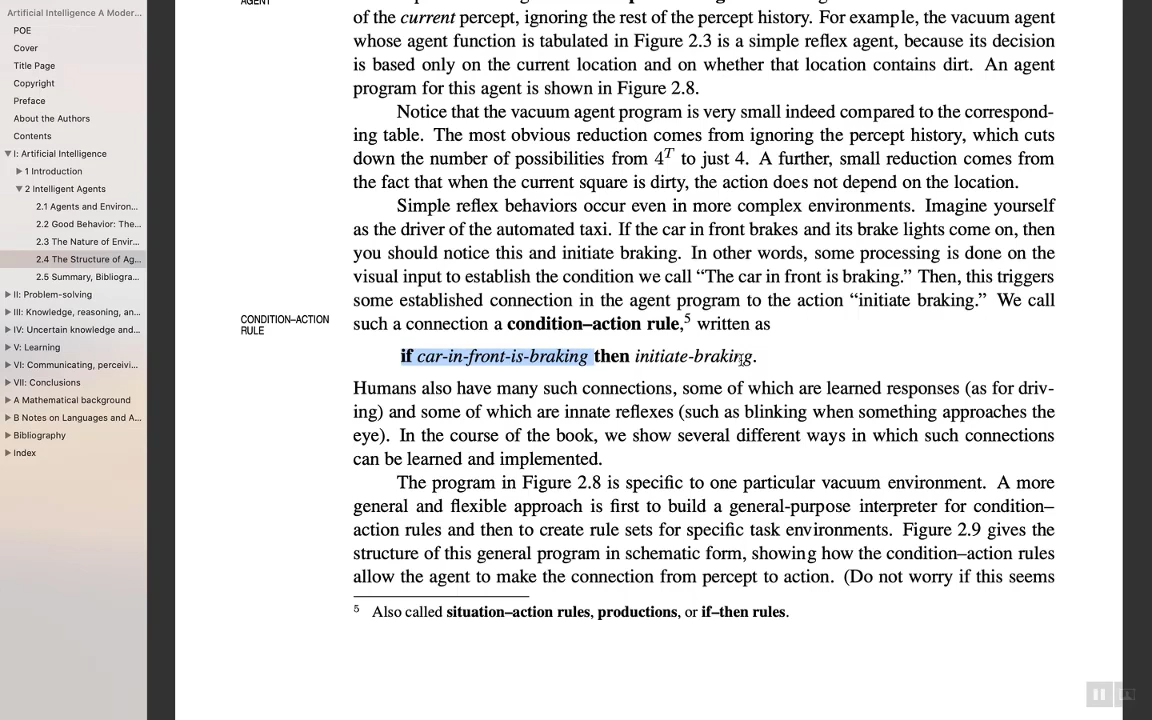 Artificial Intelligence A Moder...
POE
Cover
Title Page
Copyright
Preface
About the Authors
Contents
I: Artificial Intelligence
1 Introduction
2 Intelligent Agents
2.1 Agents and Environ...
2.2 Good Behavior: The...
2.3 The Nature of Envir...
2.4 The Structure of Ag...
2.5 Summary, Bibliogra...
II: Problem-solving
III: Knowledge, reasoning, an...
IV: Uncertain knowledge and...
V: Learning
VI: Communicating, perceivi...
VII: Conclusions
A Mathematical background
B Notes on Languages and A...
Bibliography
Index
AGENT
of the current percept, ignoring the rest of the percept history. For example, the vacuum agent
whose agent function is tabulated in Figure 2.3 is a simple reflex agent, because its decision
is based only on the current location and on whether that location contains dirt. An agent
program for this agent is shown in Figure 2.8.
Notice that the vacuum agent program is very small indeed compared to the correspond-
ing table. The most obvious reduction comes from ignoring the percept history, which cuts
down the number of possibilities from 4^T to just 4. A further, small reduction comes from
the fact that when the current square is dirty, the action does not depend on the location.
Simple reflex behaviors occur even in more complex environments. Imagine yourself
as the driver of the automated taxi. If the car in front brakes and its brake lights come on, then
you should notice this and initiate braking. In other words, some processing is done on the
visual input to establish the condition we call “The car in front is braking.” Then, this triggers
some established connection in the agent program to the action “initiate braking.” We call
CONDITION–ACTION
RULE
such a connection a condition–action rule,⁵ written as
if car-in-front-is-braking then initiate-braking.
Humans also have many such connections, some of which are learned responses (as for driv-
ing) and some of which are innate reflexes (such as blinking when something approaches the
eye). In the course of the book, we show several different ways in which such connections
can be learned and implemented.
The program in Figure 2.8 is specific to one particular vacuum environment. A more
general and flexible approach is first to build a general-purpose interpreter for condition–
action rules and then to create rule sets for specific task environments. Figure 2.9 gives the
structure of this general program in schematic form, showing how the condition–action rules
allow the agent to make the connection from percept to action. (Do not worry if this seems
⁵ Also called situation–action rules, productions, or if–then rules.